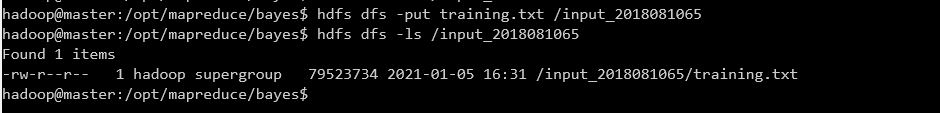 hadoop@master:/opt/mapreduce/bayes$ hdfs dfs -put training.txt /input_2018081065
hadoop@master:/opt/mapreduce/bayes$ hdfs dfs -ls /input_2018081065
Found 1 items
-rw-r--r--   1 hadoop supergroup   79523734 2021-01-05 16:31 /input_2018081065/training.txt
hadoop@master:/opt/mapreduce/bayes$